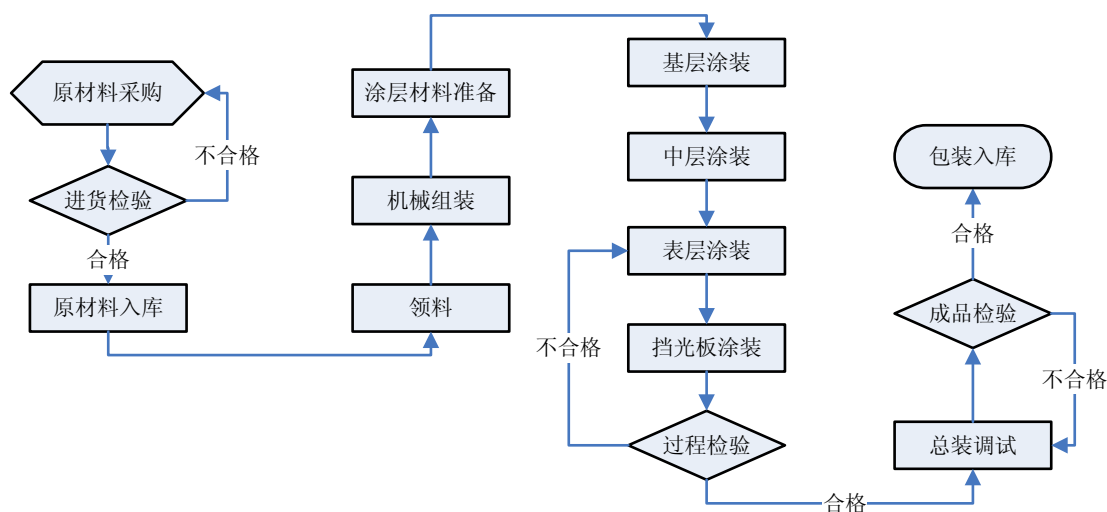 原材料采购
不合格
进货检验
合格
原材料入库
涂层材料准备
机械组装
领料
基层涂装
中层涂装
表层涂装
不合格
挡光板涂装
过程检验
合格
包装入库
合格
成品检验
不合格
总装调试